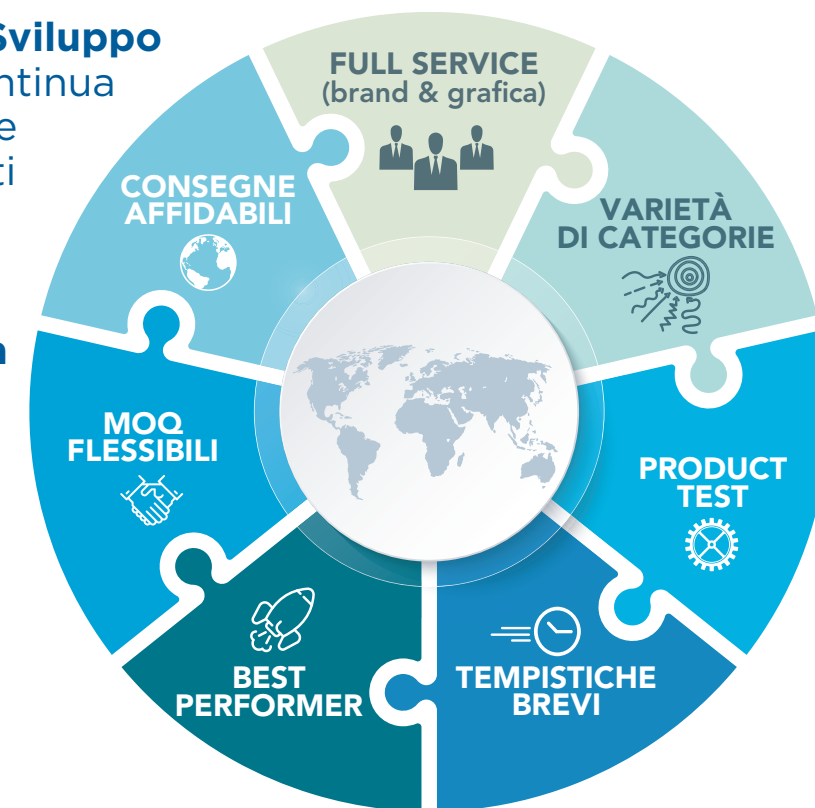 Sviluppo
ntinua
e
ti
a
FULL SERVICE
(brand & grafica)
VARIETÀ
DI CATEGORIE
PRODUCT
TEST
TEMPISTICHE
BREVI
BEST
PERFORMER
MOQ
FLESSIBILI
CONSEGNE
AFFIDABILI